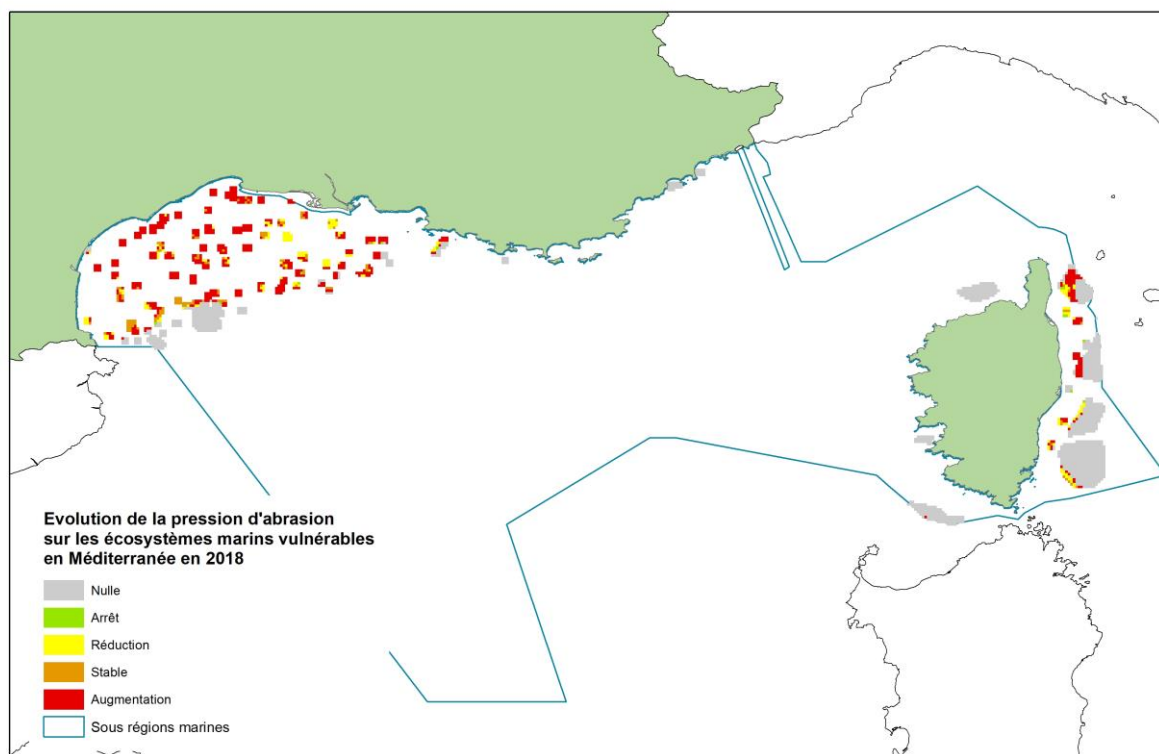 Evolution de la pression d'abrasion
sur les écosystèmes marins vulnérables
en Méditerranée en 2018
Nulle
Arrêt
Réduction
Stable
Augmentation
Sous régions marines